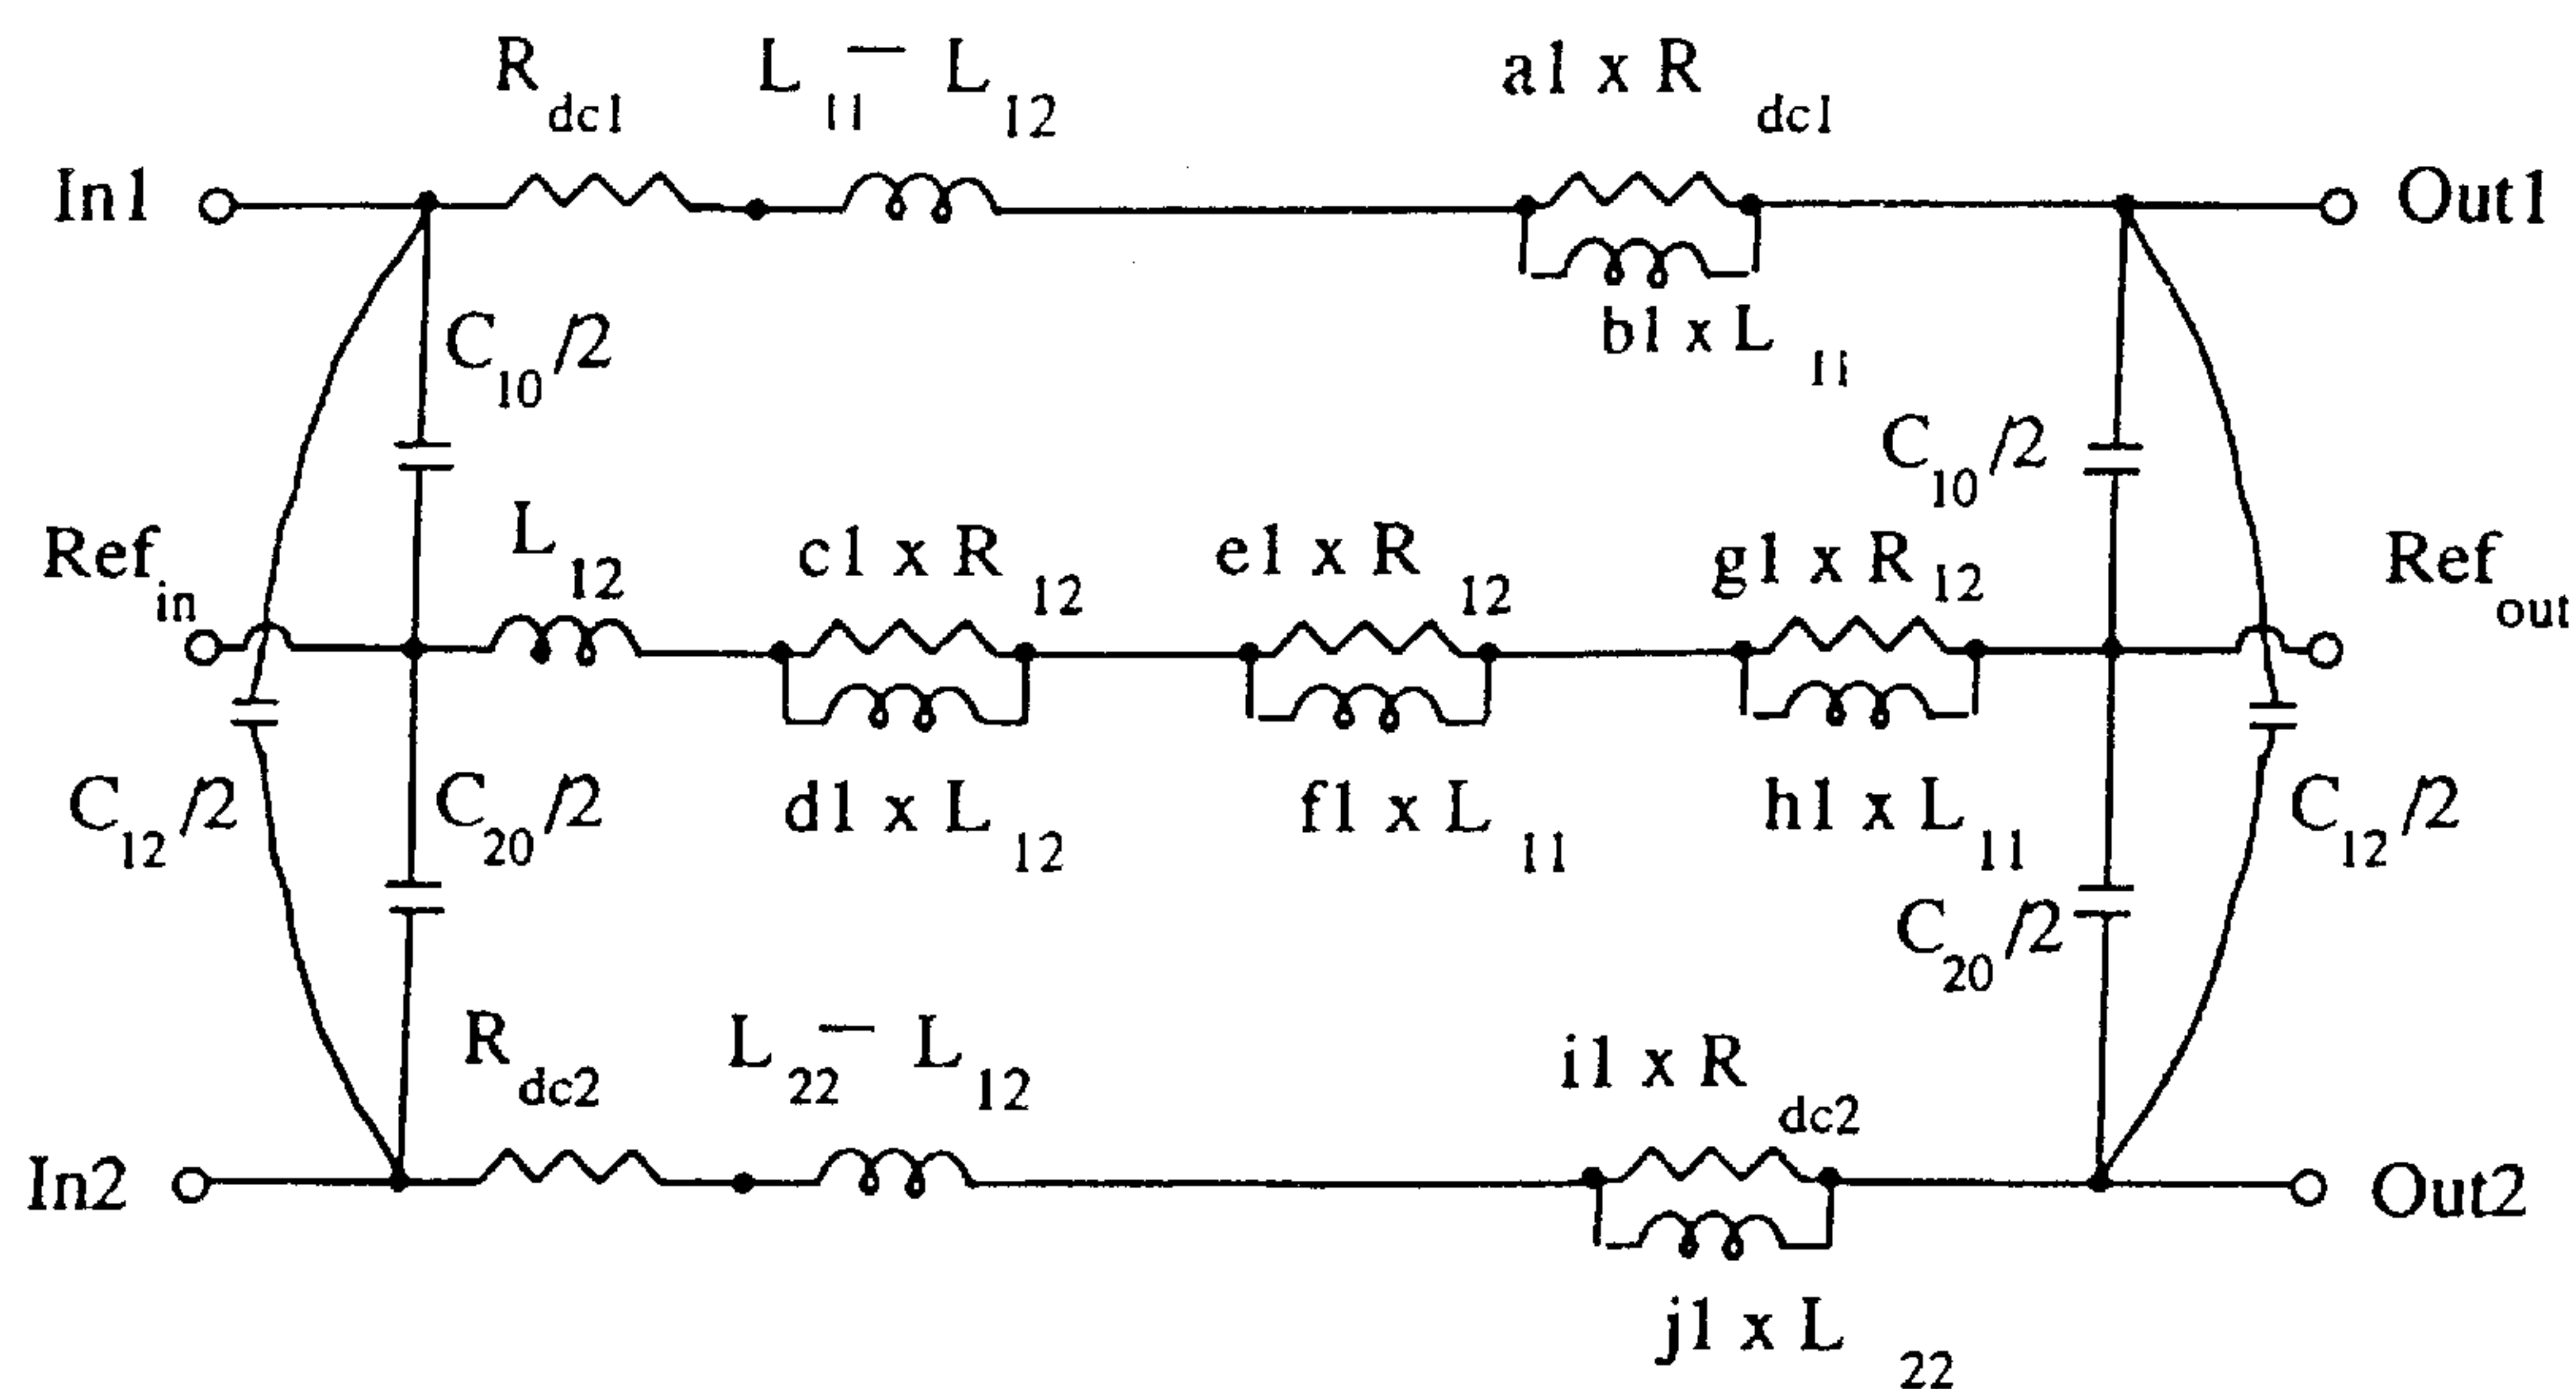 R dc1 L 11 — L 12 a1 x R dc1
In1 Out1
b1 x L 11
C 10 /2
C 10 /2
Ref in L 12 c1 x R 12 e1 x R 12 g1 x R 12 Ref out
C 12 /2 C 20 /2 d1 x L 12 f1 x L 11 h1 x L 11 C 12 /2
C 20 /2
R dc2 L 22 — L 12 i1 x R dc2
In2 Out2
j1 x L 22